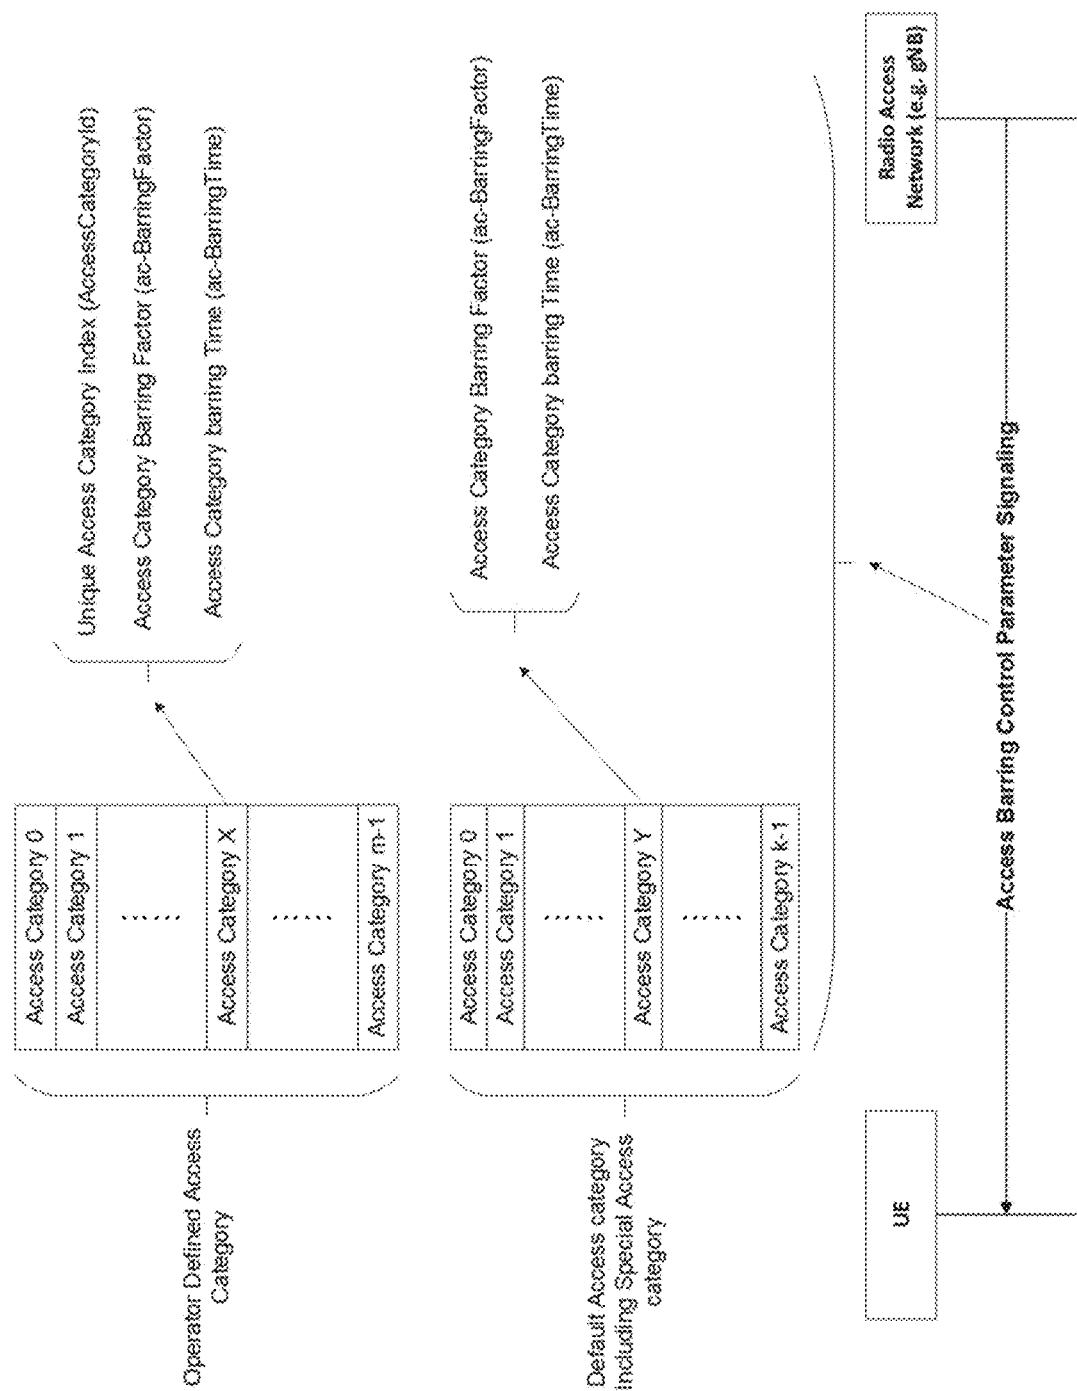 Operator Defined Access
Category
Access Category 0
Access Category 1
......
Access Category X
......
Access Category m-1
Unique Access Category Index (AccessCategoryId)
Access Category Barring Factor (ac-BarringFactor)
Access Category barring Time (ac-BarringTime)
Default Access category
including Special Access
category
Access Category 0
Access Category 1
......
Access Category Y
......
Access Category k-1
Access Category Barring Factor (ac-BarringFactor)
Access Category barring Time (ac-BarringTime)
UE
Radio Access
Network (e.g. gNB)
Access Barring Control Parameter Signaling